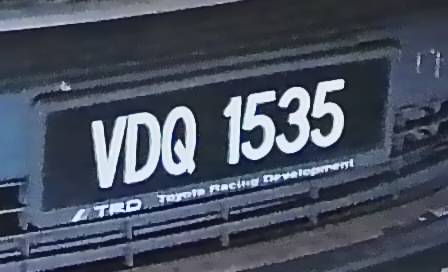 VDQ 1535
TRD Toyota Racing Development